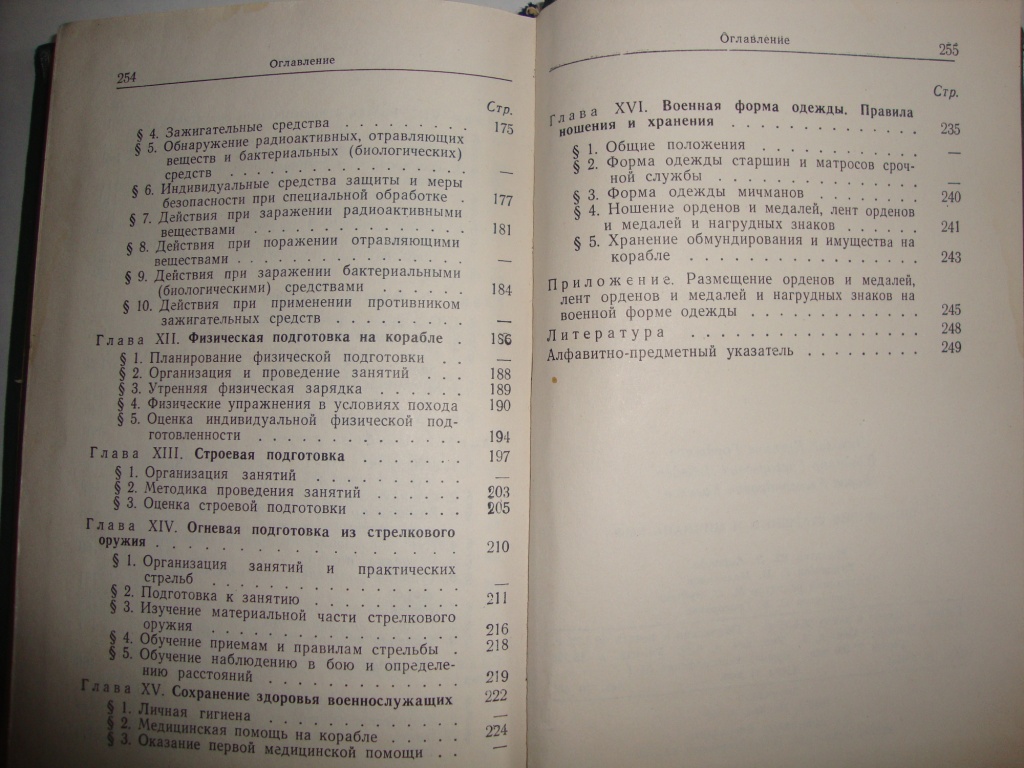 254
Оглавление
Стр.
§ 4. Зажигательные средства . . . . . . . . . 175
§ 5. Обнаружение радиоактивных, отравляющих
веществ и бактериальных (биологических)
средств . . . . . . . . . . . . . —
§ 6. Индивидуальные средства защиты и меры
безопасности при специальной обработке . 177
§ 7. Действия при заражении радиоактивными
веществами . . . . . . . . . . . . 181
§ 8. Действия при поражении отравляющими
веществами . . . . . . . . . . . . —
§ 9. Действия при заражении бактериальными
(биологическими) средствами . . . . . . 184
§ 10. Действия при применении противником
зажигательных средств . . . . . . . . —
Глава XII. Физическая подготовка на корабле . 186
§ 1. Планирование физической подготовки . . —
§ 2. Организация и проведение занятий . . . 188
§ 3. Утренняя физическая зарядка . . . . . 189
§ 4. Физические упражнения в условиях похода 190
§ 5. Оценка индивидуальной физической под-
готовленности . . . . . . . . . . . 194
Глава XIII. Строевая подготовка . . . . . . 197
§ 1. Организация занятий . . . . . . . . —
§ 2. Методика проведения занятий . . . . . 203
§ 3. Оценка строевой подготовки . . . . . . 205
Глава XIV. Огневая подготовка из стрелкового
оружия . . . . . . . . . . . . . . . 210
§ 1. Организация занятий и практических
стрельб . . . . . . . . . . . . . —
§ 2. Подготовка к занятию . . . . . . . . 211
§ 3. Изучение материальной части стрелкового
оружия . . . . . . . . . . . . . 216
§ 4. Обучение приемам и правилам стрельбы . 218
§ 5. Обучение наблюдению в бою и определе-
нию расстояний . . . . . . . . . . 219
Глава XV. Сохранение здоровья военнослужащих 222
§ 1. Личная гигиена . . . . . . . . . . —
§ 2. Медицинская помощь на корабле . . . . 224
§ 3. Оказание первой медицинской помощи . . —
Оглавление
255
Стр.
Глава XVI. Военная форма одежды. Правила
ношения и хранения . . . . . . . . . . . 235
§ 1. Общие положения . . . . . . . . . —
§ 2. Форма одежды старшин и матросов сроч-
ной службы . . . . . . . . . . . . —
§ 3. Форма одежды мичманов . . . . . . . 240
§ 4. Ношение орденов и медалей, лент орденов
и медалей и нагрудных знаков . . . . . 241
§ 5. Хранение обмундирования и имущества на
корабле . . . . . . . . . . . . . 243
Приложение. Размещение орденов и медалей,
лент орденов и медалей и нагрудных знаков на
военной форме одежды . . . . . . . . . . 245
Литература . . . . . . . . . . . . . . 248
Алфавитно-предметный указатель . . . . . . . . 249